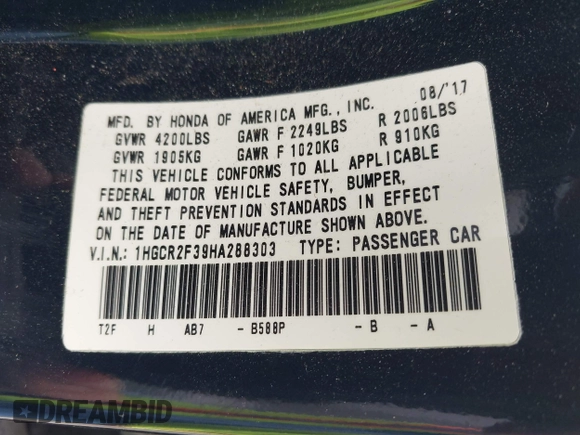 MFD. BY HONDA OF AMERICA MFG., INC. 08/'17
GVWR 4200LBS GAWR F 2249LBS R 2006LBS
GVWR 1905KG GAWR F 1020KG R 910KG
THIS VEHICLE CONFORMS TO ALL APPLICABLE
FEDERAL MOTOR VEHICLE SAFETY, BUMPER,
AND THEFT PREVENTION STANDARDS IN EFFECT
ON THE DATE OF MANUFACTURE SHOWN ABOVE.
V.I.N.: 1HGCR2F39HA288303 TYPE: PASSENGER CAR
T2F H AB7 - B588P - B - A
DREAMBID